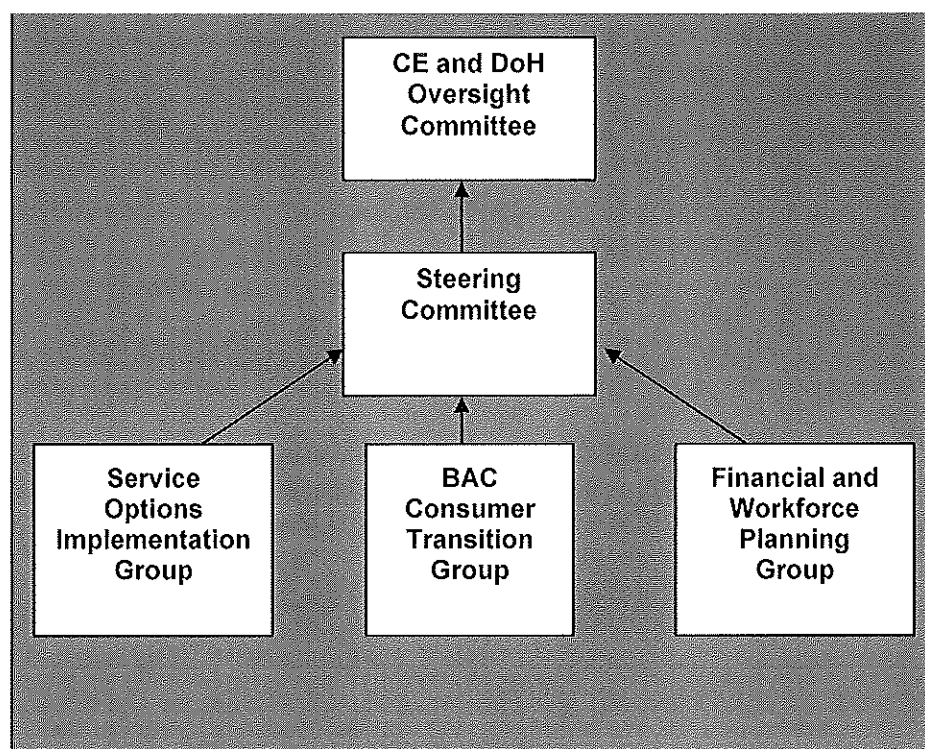 CE and DoH
Oversight
Committee
Steering
Committee
Service
Options
Implementation
Group
BAC
Consumer
Transition
Group
Financial and
Workforce
Planning
Group